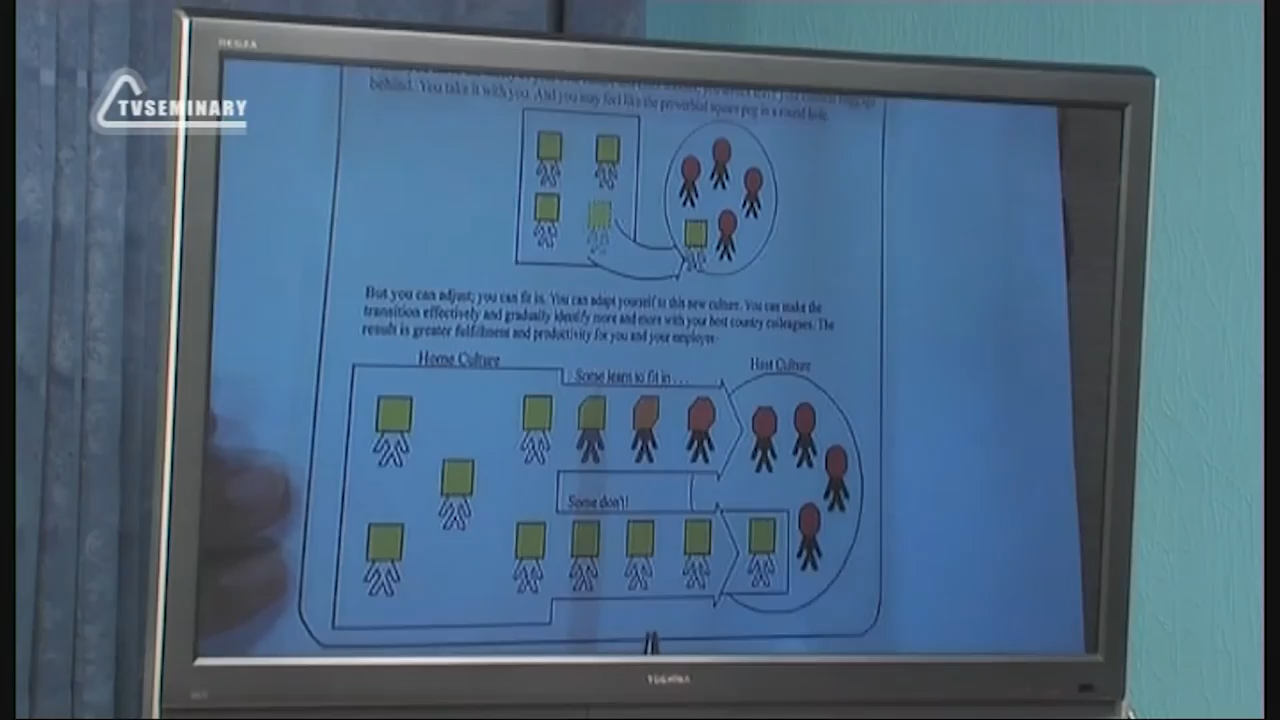 REGZA
TVSEMINARY
behind. You take it with you. And you may feel like the proverbial square peg in a round hole.
But you can adjust; you can fit in. You can adapt yourself to this new culture. You can make the
transition effectively and gradually identify more and more with your host country colleagues. The
result is greater fulfillment and productivity for you and your employer.
Home Culture
Host Culture
Some learn to fit in . . .
Some don't!
TOSHIBA